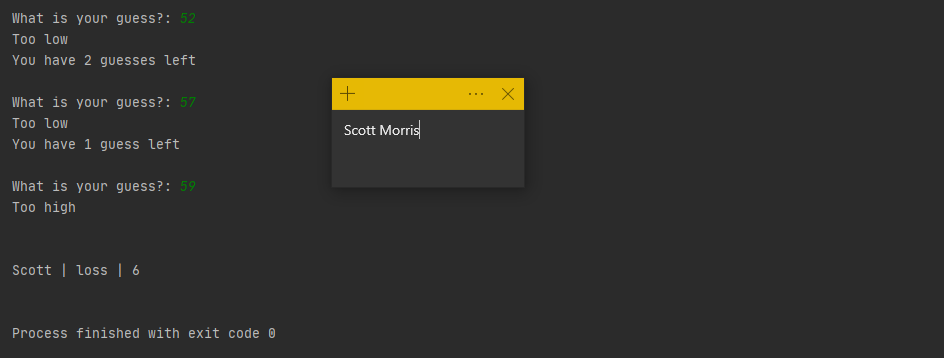 What is your guess?: 52
Too low
You have 2 guesses left
What is your guess?: 57
Too low
You have 1 guess left
Scott Morris
What is your guess?: 59
Too high
Scott | loss | 6
Process finished with exit code 0